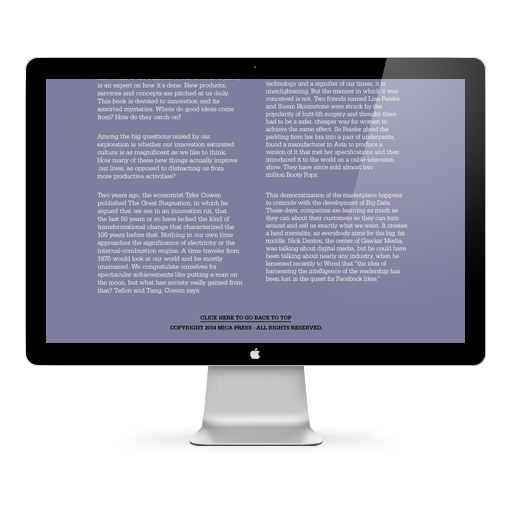 is an expert on how it's done. New products,
services and concepts are pitched at us daily.
This book is devoted to innovation and its
assorted mysteries. Where do good ideas come
from? How do they catch on?
Among the big questions raised by our
exploration is whether our innovation saturated
culture is as magnificent as we like to think.
How many of these new things actually improve
our lives, as opposed to distracting us from
more productive activities?
Two years ago, the economist Tyler Cowen
published The Great Stagnation, in which he
argued that we are in an innovation rut, that
the last 50 years or so have lacked the kind of
transformational change that characterized the
100 years before that. Nothing in our own time
approaches the significance of electricity or the
internal-combustion engine. A time traveler from
1970 would look at our world and be mostly
unamazed. We congratulate ourselves for
spectacular achievements like putting a man on
the moon, but what has society really gained from
that? Teflon and Tang, Cowen says.
technology and a signifier of our times, it is
unenlightening. But the manner in which it was
conceived is not. Two friends named Lisa Reisler
and Susan Bloomstone were struck by the
popularity of butt-lift surgery and thought there
had to be a safer, cheaper way for women to
achieve the same effect. So Reisler glued the
padding from her bra into a pair of underpants,
found a manufacturer in Asia to produce a
version of it that met her specifications and then
introduced it to the world on a cable-television
show. They have since sold almost two
million Booty Pops.
This democratization of the marketplace happens
to coincide with the development of Big Data.
These days, companies are learning as much as
they can about their customers so they can turn
around and sell us exactly what we want. It creates
a herd mentality, as everybody aims for the big, fat
middle. Nick Denton, the owner of Gawker Media,
was talking about digital media, but he could have
been talking about nearly any industry, when he
lamented recently to Wired that "the idea of
harnessing the intelligence of the readership has
been lost in the quest for Facebook likes."
CLICK HERE TO GO BACK TO TOP
COPYRIGHT 2014 MICA PRESS - ALL RIGHTS RESERVED.